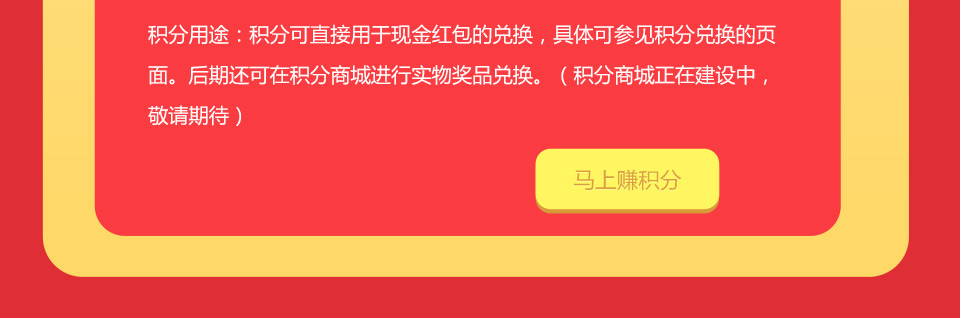 积分用途：积分可直接用于现金红包的兑换，具体可参见积分兑换的页
面。后期还可在积分商城进行实物奖品兑换。（积分商城正在建设中，
敬请期待）
马上赚积分